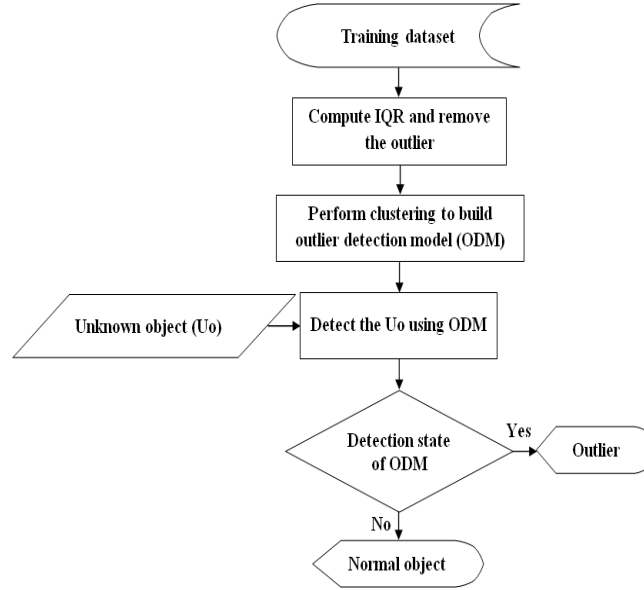 Training dataset
Compute IQR and remove
the outlier
Perform clustering to build
outlier detection model (ODM)
Unknown object (Uo)
Detect the Uo using ODM
Detection state
of ODM
Yes
Outlier
No
Normal object